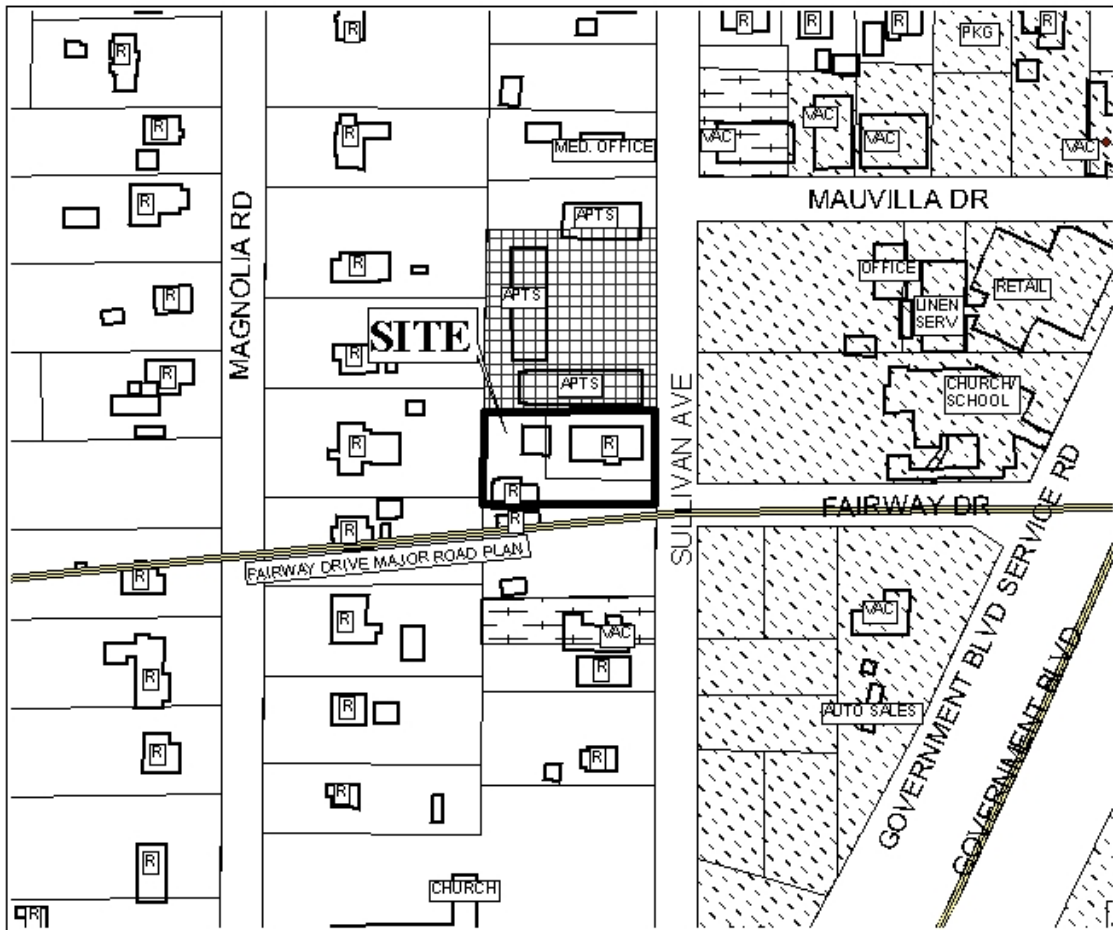 R
R
R
R
R
PKG
R
R
R
MED. OFFICE
VAC
VAC
VAC
VAC
R
MAGNOLIA RD
MAUVILLA DR
APTS
R
APTS
OFFICE
LINEN
SERV
RETAIL
R
SITE
R
R
APTS
SULLIVAN AVE
CHURCH/
SCHOOL
R
R
R
R
R
FAIRWAY DR
FAIRWAY DRIVE MAJOR ROAD PLAN
R
R
VAC
VAC
R
R
R
AUTO SALES
GOVERNMENT BLVD SERVICE RD
GOVERNMENT BLVD
R
R
R
R
CHURCH
R